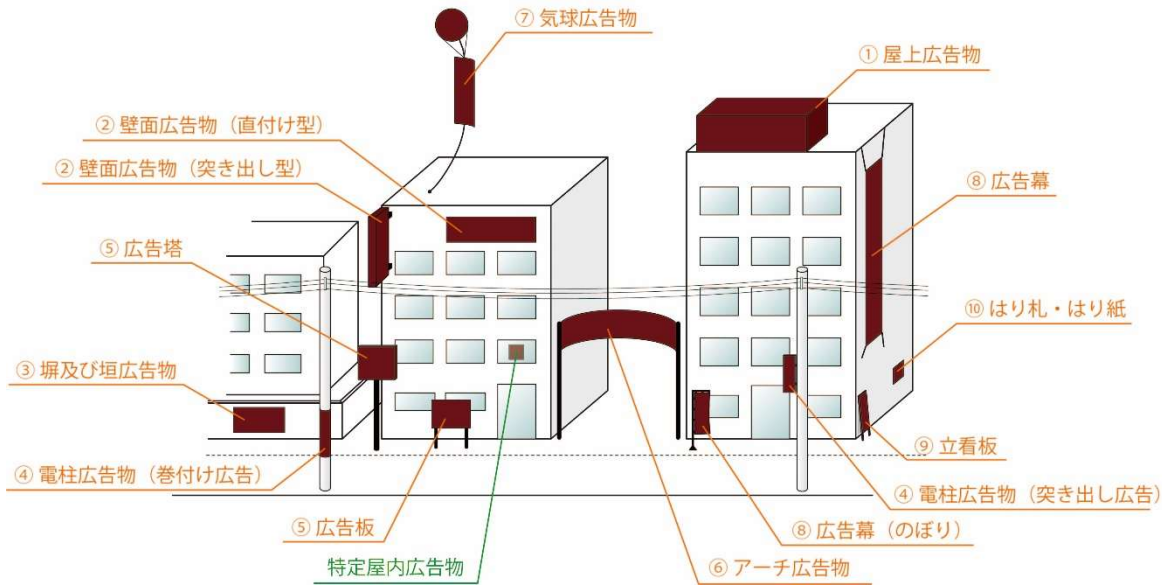 ⑦ 気球広告物
① 屋上広告物
② 壁面広告物（直付け型）
② 壁面広告物（突き出し型）
⑧ 広告幕
⑤ 広告塔
⑩ はり札・はり紙
③ 塀及び垣広告物
⑨ 立看板
④ 電柱広告物（巻付け広告）
④ 電柱広告物（突き出し広告）
⑤ 広告板
⑧ 広告幕（のぼり）
特定屋内広告物
⑥ アーチ広告物